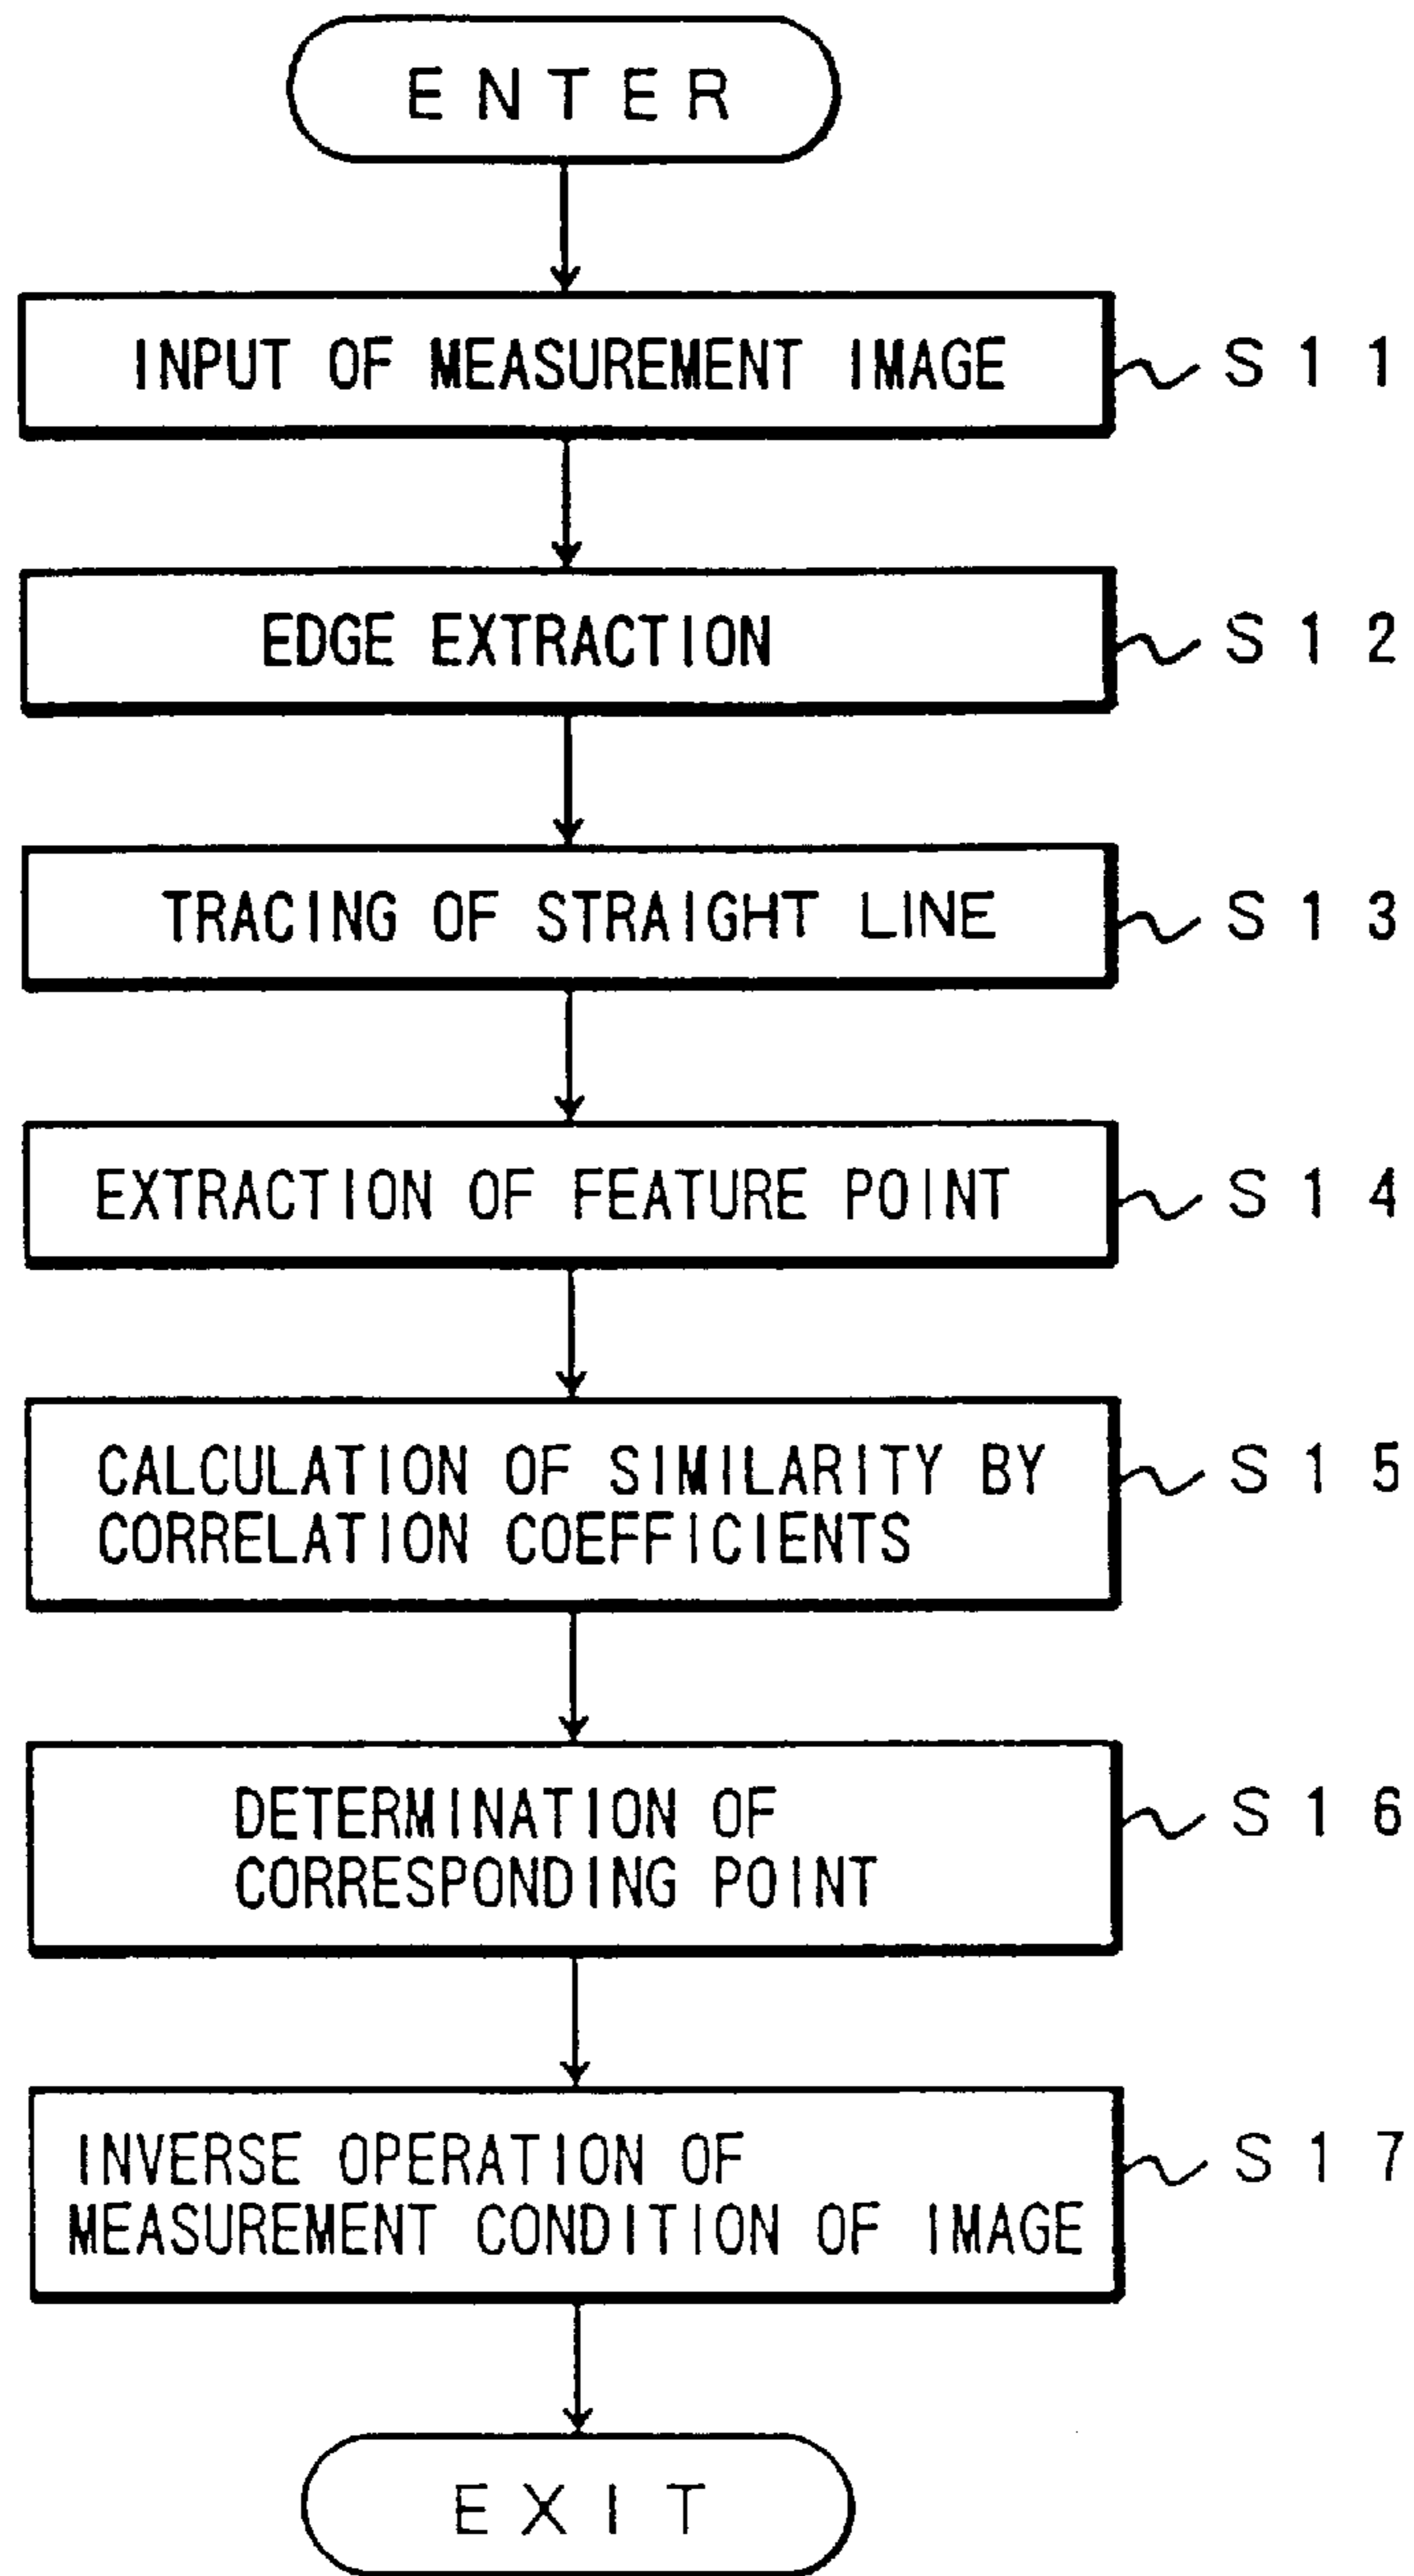 ENTER
INPUT OF MEASUREMENT IMAGE
S11
EDGE EXTRACTION
S12
TRACING OF STRAIGHT LINE
S13
EXTRACTION OF FEATURE POINT
S14
CALCULATION OF SIMILARITY BY
CORRELATION COEFFICIENTS
S15
DETERMINATION OF
CORRESPONDING POINT
S16
INVERSE OPERATION OF
MEASUREMENT CONDITION OF IMAGE
S17
EXIT